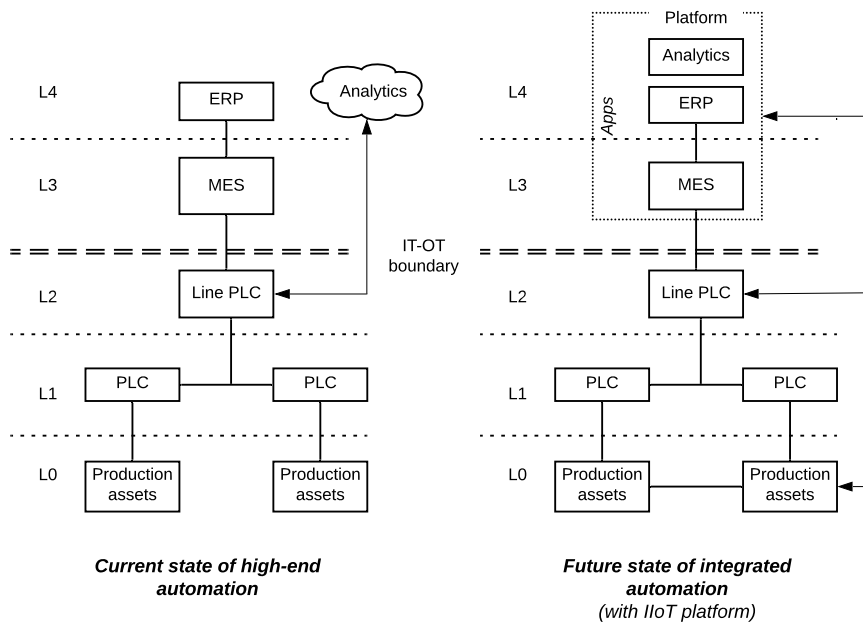 L4
ERP
Analytics
L3
MES
IT-OT
boundary
L2
Line PLC
L1
PLC
PLC
L0
Production
assets
Production
assets
Current state of high-end
automation
Platform
Apps
L4
Analytics
ERP
L3
MES
L2
Line PLC
L1
PLC
PLC
L0
Production
assets
Production
assets
Future state of integrated
automation
(with IIoT platform)